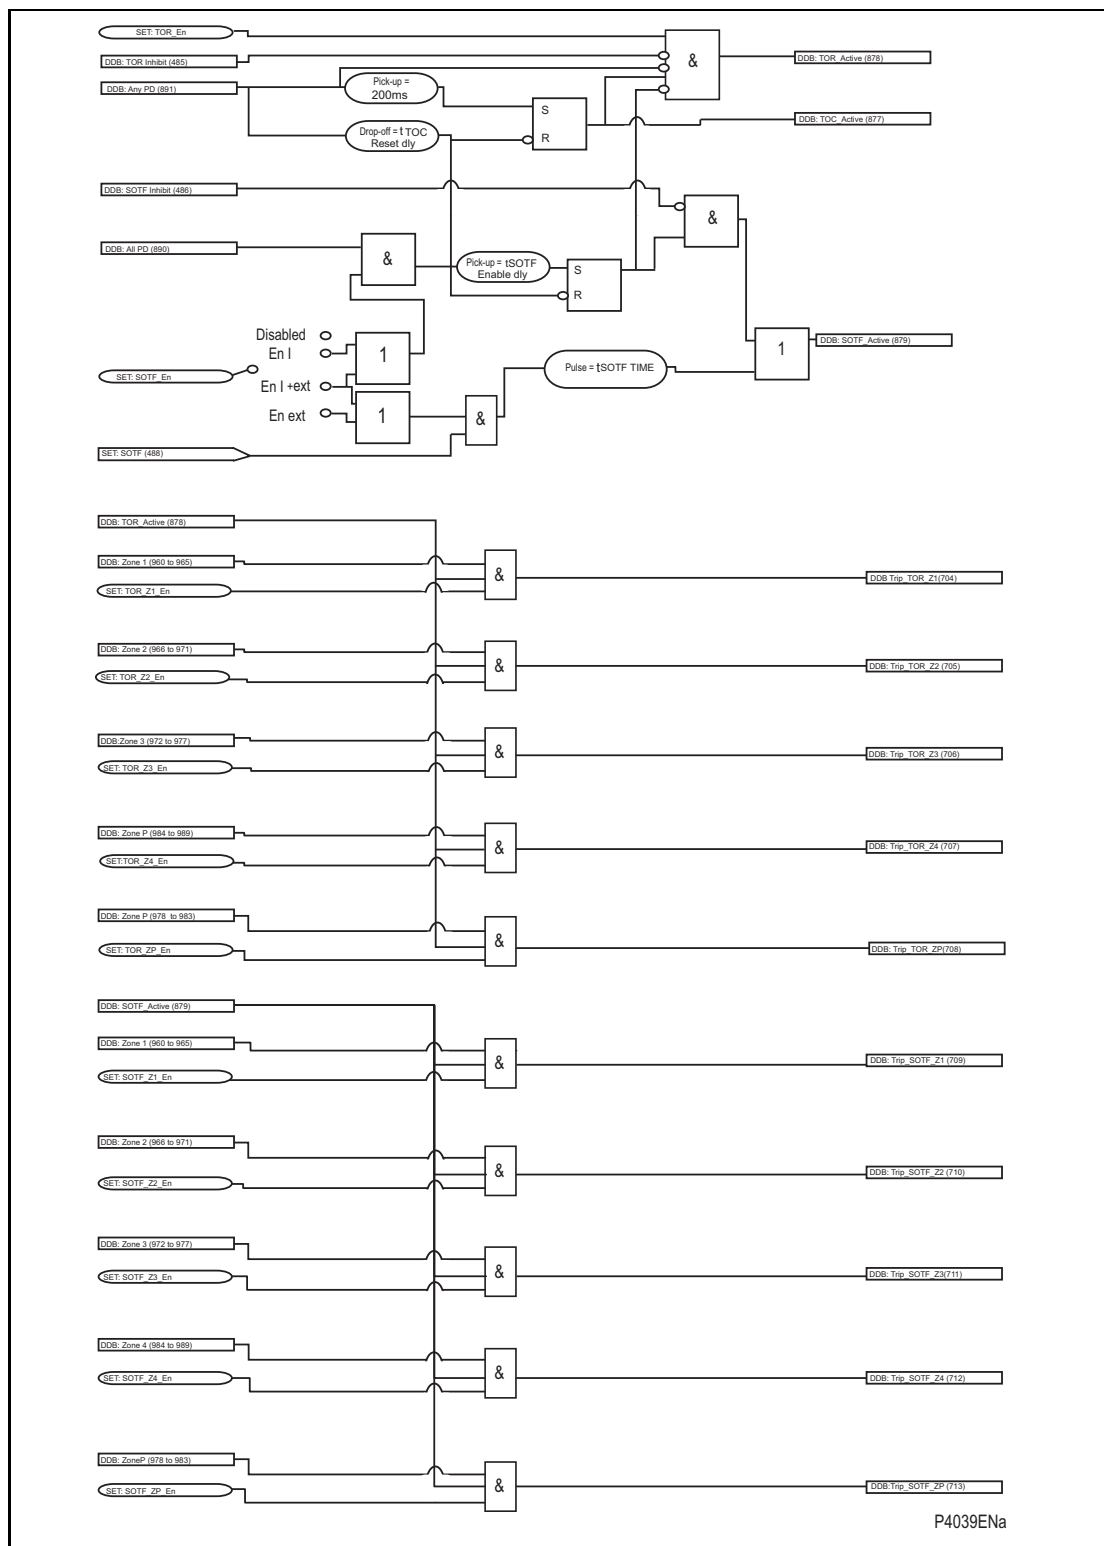 SET: TOR_En
DDB: TOR Inhibit (485)
&
DDB: TOR_Active (878)
DDB: Any PD (891)
Pick-up =
200ms
S
R
DDB: TOC_Active (877)
Drop-off = t TOC
Reset dly
DDB: SOTF Inhibit (486)
&
DDB: All PD (890)
&
Pick-up = tSOTF
Enable dly
S
R
Disabled
En I
1
SET: SOTF_En
En I +ext
En ext
1
&
Pulse = tSOTF TIME
1
DDB: SOTF_Active (879)
SET: SOTF (488)
DDB: TOR_Active (878)
DDB: Zone 1 (960 to 965)
SET: TOR_Z1_En
&
DDB Trip_TOR_Z1(704)
DDB: Zone 2 (966 to 971)
SET: TOR_Z2_En
&
DDB: Trip_TOR_Z2 (705)
DDB:Zone 3 (972 to 977)
SET: TOR_Z3_En
&
DDB: Trip_TOR_Z3 (706)
DDB: Zone P (984 to 989)
SET:TOR_Z4_En
&
DDB: Trip_TOR_Z4 (707)
DDB: Zone P (978 to 983)
SET: TOR_ZP_En
&
DDB: Trip_TOR_ZP(708)
DDB: SOTF_Active (879)
DDB: Zone 1 (960 to 965)
SET: SOTF_Z1_En
&
DDB: Trip_SOTF_Z1 (709)
DDB: Zone 2 (966 to 971)
SET: SOTF_Z2_En
&
DDB: Trip_SOTF_Z2 (710)
DDB: Zone 3 (972 to 977)
SET: SOTF_Z3_En
&
DDB: Trip_SOTF_Z3(711)
DDB: Zone 4 (984 to 989)
SET: SOTF_Z4_En
&
DDB: Trip_SOTF_Z4 (712)
DDB: ZoneP (978 to 983)
SET: SOTF_ZP_En
&
DDB:Trip_SOTF_ZP (713)
P4039ENa